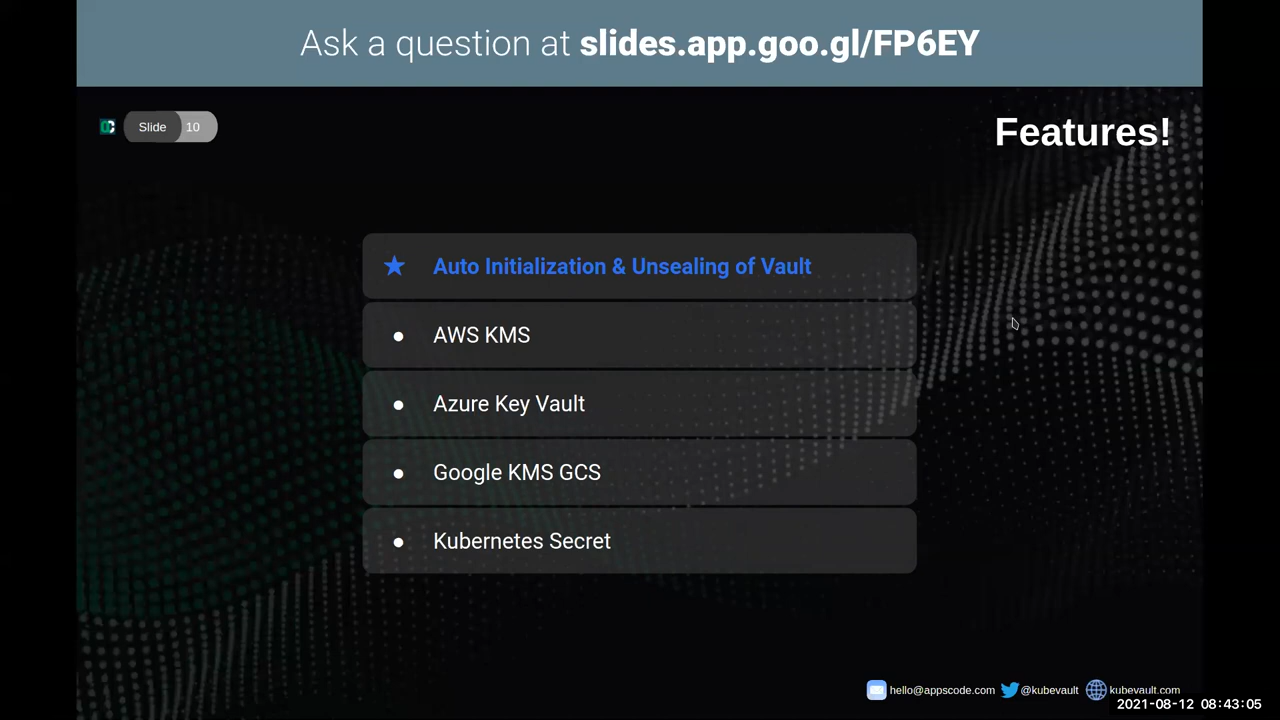 Ask a question at slides.app.goo.gl/FP6EY
Slide 10
Features!
★ Auto Initialization & Unsealing of Vault
● AWS KMS
● Azure Key Vault
● Google KMS GCS
● Kubernetes Secret
hello@appscode.com @kubevault kubevault.com
2021-08-12 08:43:05